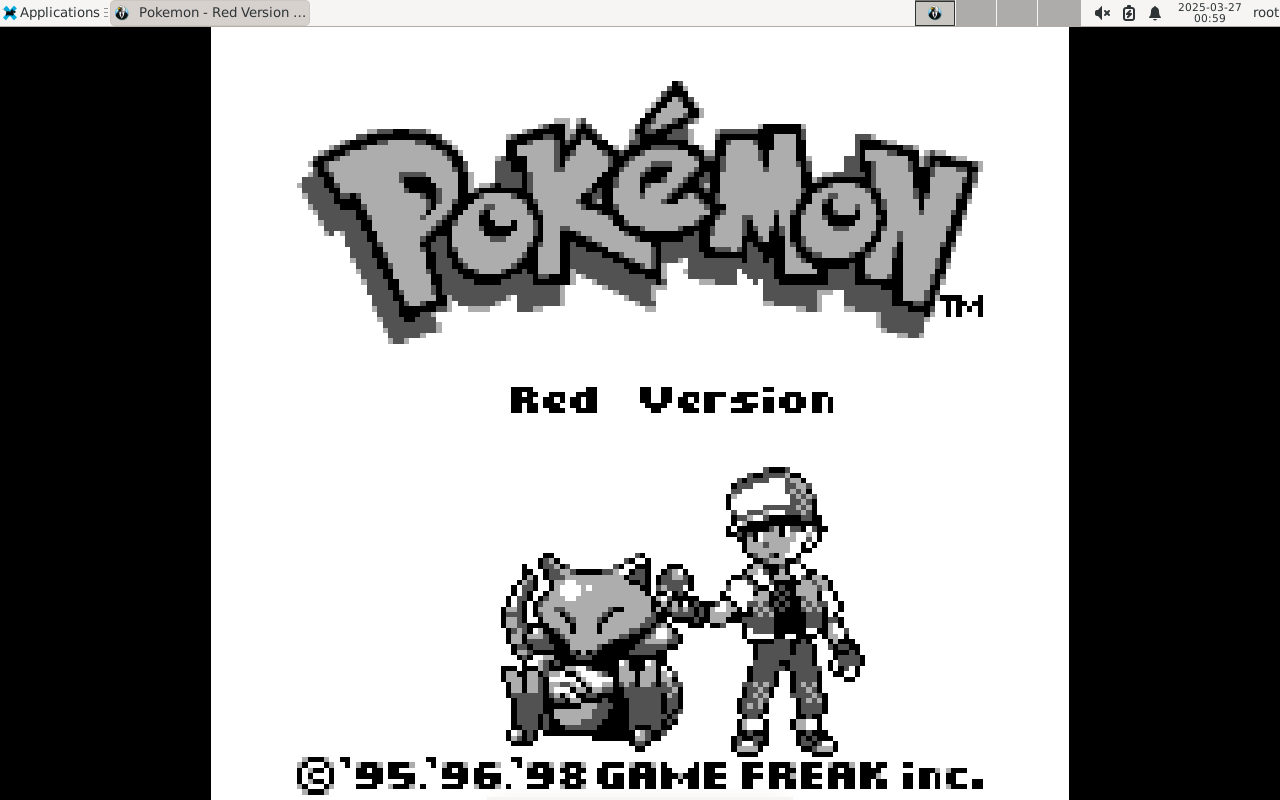 Applications
Pokemon - Red Version ...
2025-03-27
00:59
root
POKéMON
TM
Red Version
©'95.'96.'98 GAME FREAK inc.